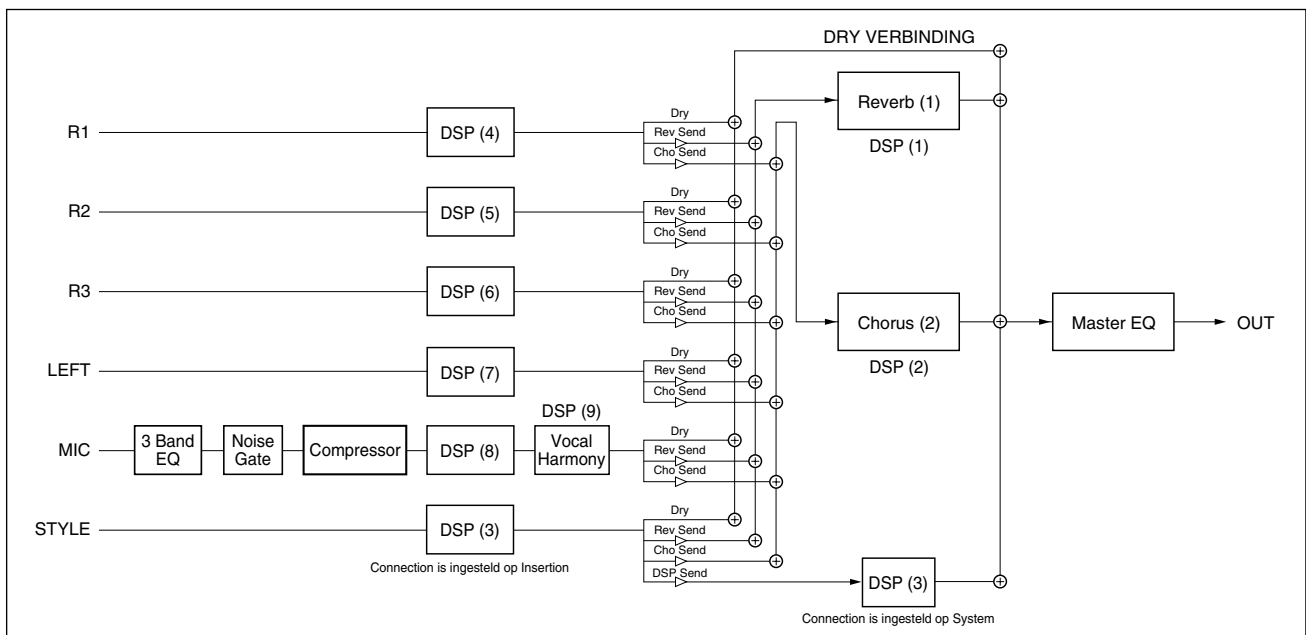 DRY VERBINDING
R1
DSP (4)
Dry
Rev Send
Cho Send
Reverb (1)
DSP (1)
R2
DSP (5)
Dry
Rev Send
Cho Send
R3
DSP (6)
Dry
Rev Send
Cho Send
Chorus (2)
DSP (2)
Master EQ
OUT
LEFT
DSP (7)
Dry
Rev Send
Cho Send
MIC
3 Band
EQ
Noise
Gate
Compressor
DSP (8)
DSP (9)
Vocal
Harmony
Dry
Rev Send
Cho Send
STYLE
DSP (3)
Connection is ingesteld op Insertion
Dry
Rev Send
Cho Send
DSP Send
DSP (3)
Connection is ingesteld op System